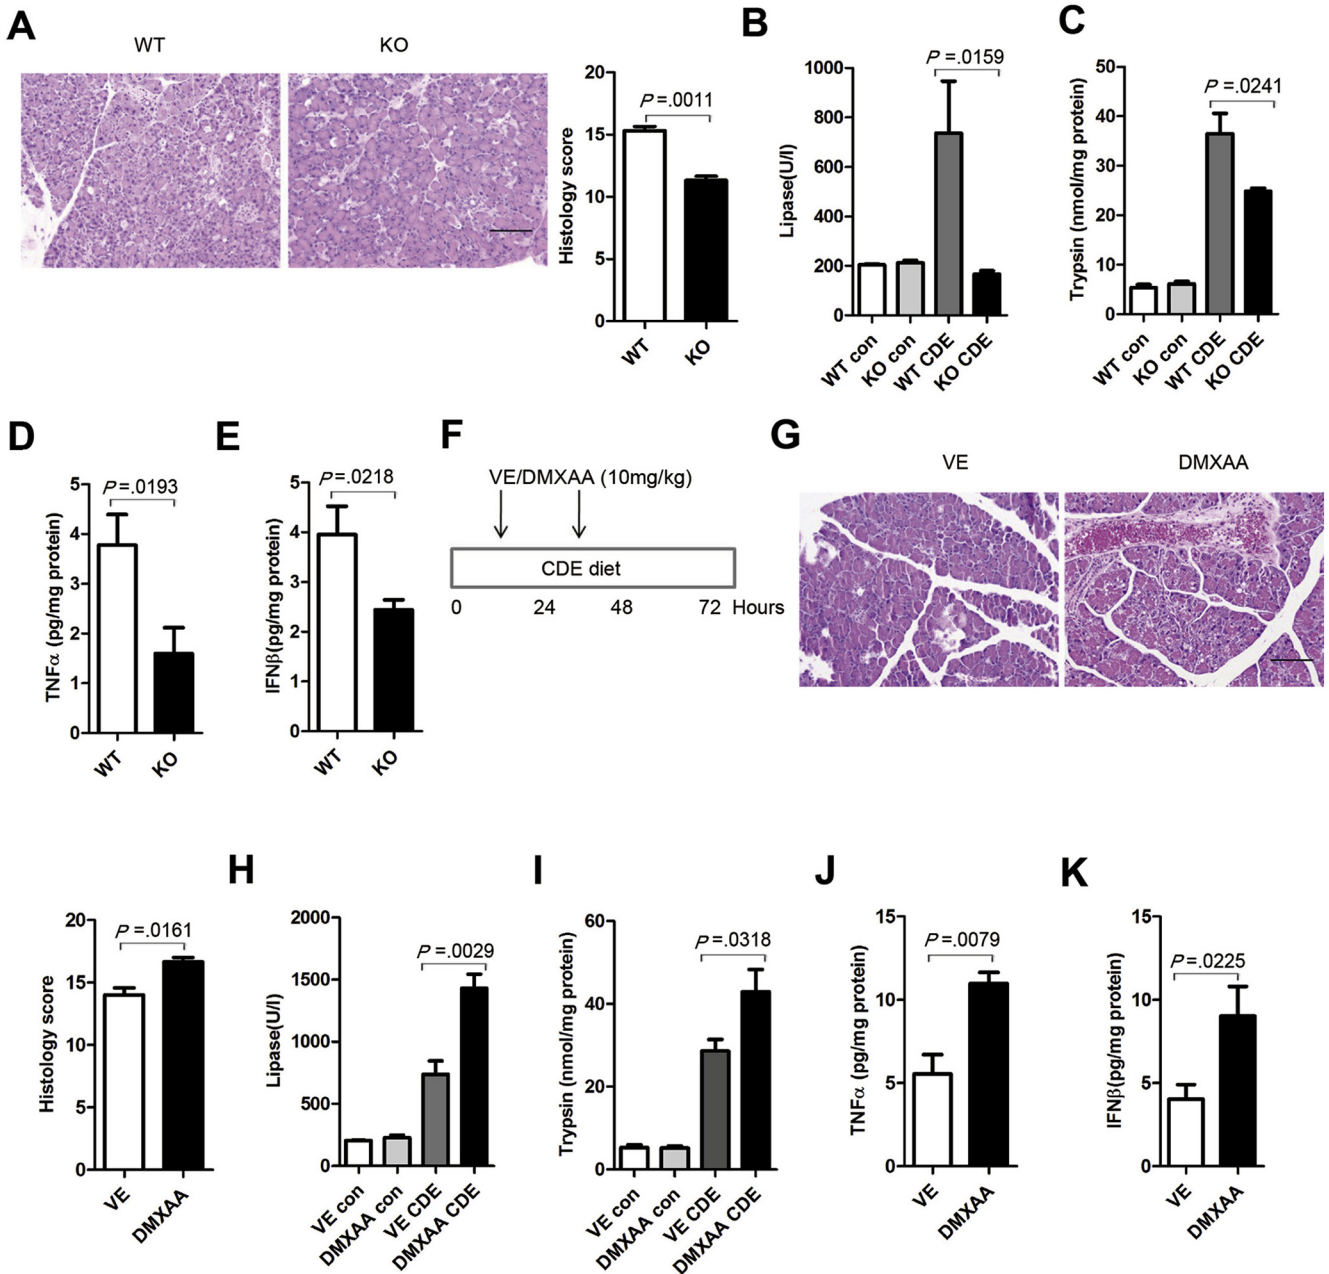 A
WT
KO
20
15
10
5
0
Histology score
P =.0011
WT
KO
B
1000
800
600
400
200
0
Lipase(U/l)
P =.0159
WT con
KO con
WT CDE
KO CDE
C
50
40
30
20
10
0
Trypsin (nmol/mg protein)
P =.0241
WT con
KO con
WT CDE
KO CDE
D
5
4
3
2
1
0
TNFα (pg/mg protein)
P =.0193
WT
KO
E
5
4
3
2
1
0
IFNβ(pg/mg protein)
P =.0218
WT
KO
F
VE/DMXAA (10mg/kg)
CDE diet
0 24 48 72 Hours
G
VE
DMXAA
20
15
10
5
0
Histology score
P =.0161
VE
DMXAA
H
2000
1500
1000
500
0
Lipase(U/l)
P =.0029
VE con
DMXAA con
VE CDE
DMXAA CDE
I
60
40
20
0
Trypsin (nmol/mg protein)
P =.0318
VE con
DMXAA con
VE CDE
DMXAA CDE
J
15
10
5
0
TNFα (pg/mg protein)
P =.0079
VE
DMXAA
K
15
10
5
0
IFNβ(pg/mg protein)
P =.0225
VE
DMXAA